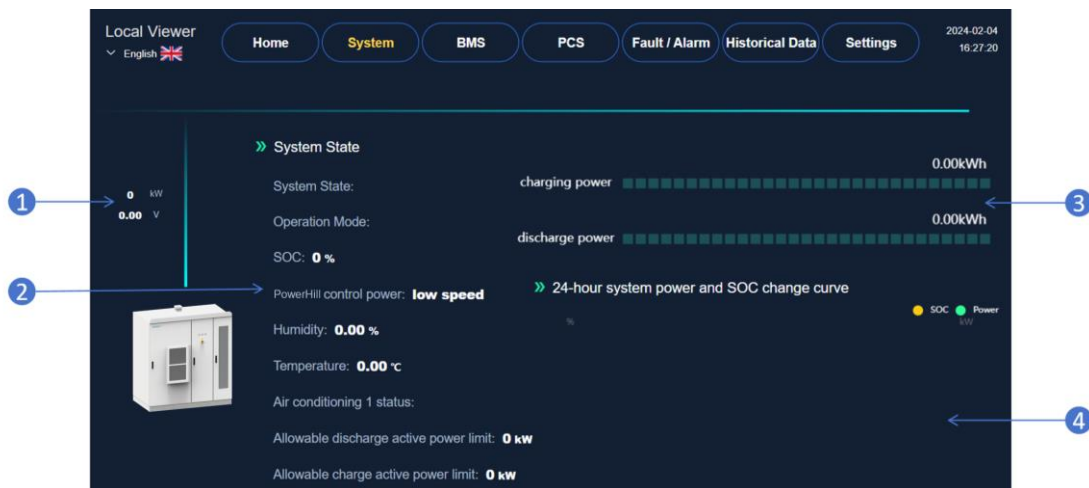 Local Viewer
English
Home System BMS PCS Fault / Alarm Historical Data Settings
2024-02-04
16:27:20
1
0 kW
0.00 V
2
System State
System State:
Operation Mode:
SOC: 0 %
PowerHill control power: low speed
Humidity: 0.00 %
Temperature: 0.00 ℃
Air conditioning 1 status:
Allowable discharge active power limit: 0 kW
Allowable charge active power limit: 0 kW
0.00kWh
charging power
3
0.00kWh
discharge power
24-hour system power and SOC change curve
SOC Power
% kW
4